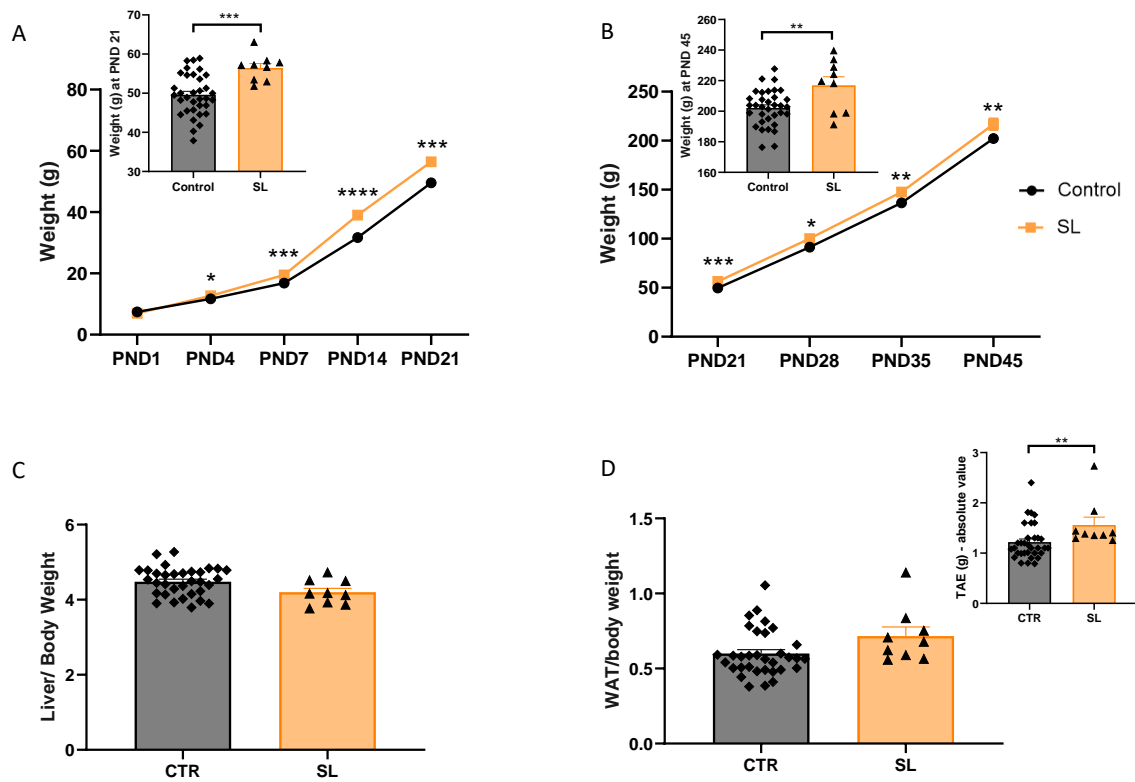 A
Weight (g) at PND 21
70
60
50
40
30
***
Control
SL
Weight (g)
80
60
40
20
0
*
***
****
***
PND1
PND4
PND7
PND14
PND21
B
Weight (g) at PND 45
260
240
220
200
180
160
**
Control
SL
Weight (g)
250
200
150
100
50
0
***
*
**
**
PND21
PND28
PND35
PND45
Control
SL
C
Liver/ Body Weight
6
4
2
0
CTR
SL
D
WAT/body weight
1.5
1.0
0.5
0.0
CTR
SL
TAE (g) - absolute value
3
2
1
0
**
CTR
SL